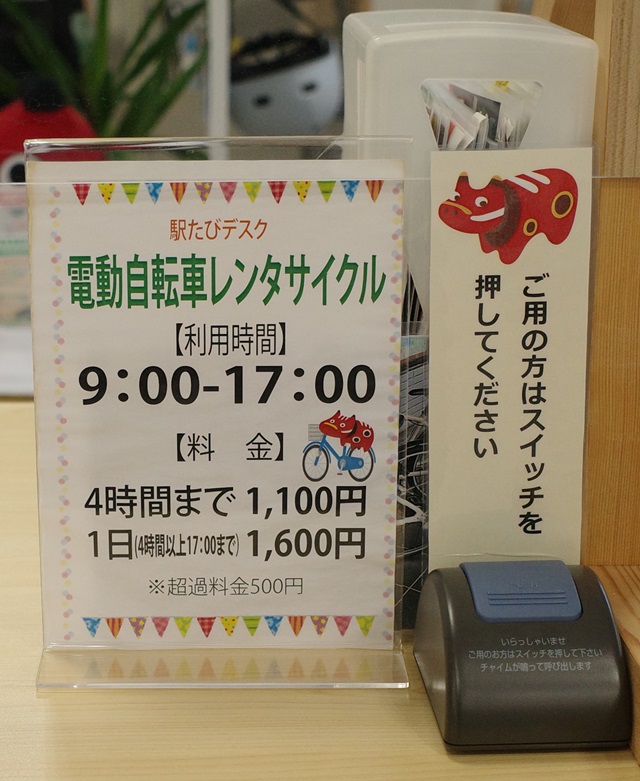 駅たびデスク
電動自転車レンタサイクル
【利用時間】
9：00-17：00
【料　金】
4時間まで 1,100円
1日(4時間以上17:00まで) 1,600円
※超過料金500円
ご用の方はスイッチを
押してください
いらっしゃいませ
ご用のお方はスイッチを押して下さい
チャイムが鳴って呼び出します